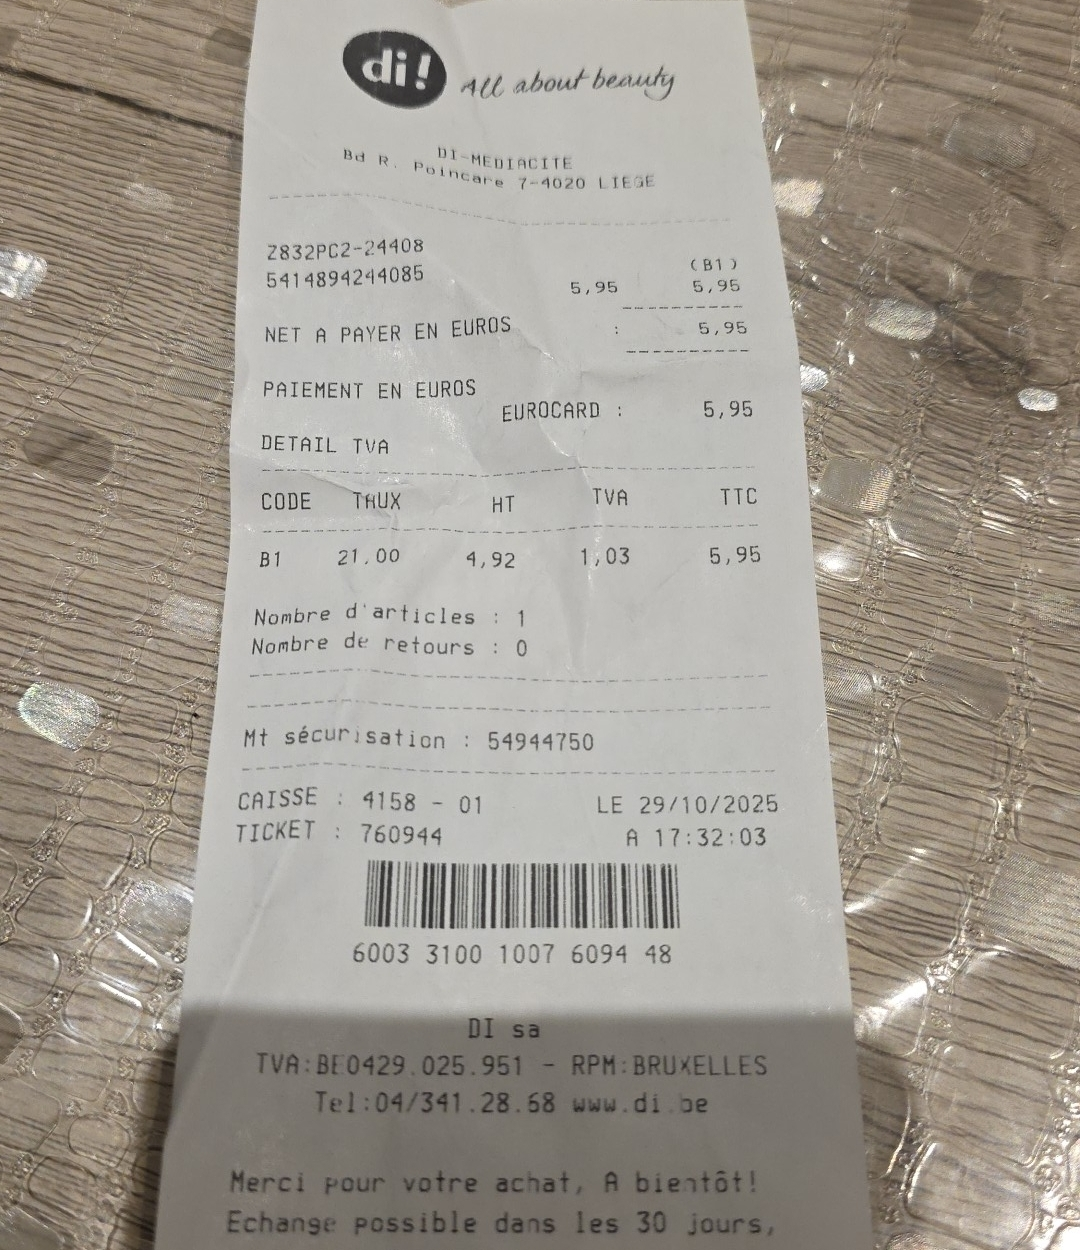 di! All about beauty
DI-MEDIACITE
Bd R. Poincare 7-4020 LIEGE
Z832PC2-24408
(B1)
5414894244085 5,95 5,95
NET A PAYER EN EUROS : 5,95
PAIEMENT EN EUROS
EUROCARD : 5,95
DETAIL TVA
CODE TAUX HT TVA TTC
B1 21.00 4,92 1,03 5,95
Nombre d'articles : 1
Nombre de retours : 0
Mt sécurisation : 54944750
CAISSE : 4158 - 01 LE 29/10/2025
TICKET : 760944 A 17:32:03
6003 3100 1007 6094 48
DI sa
TVA:BE0429.025.951 - RPM:BRUXELLES
Tel:04/341.28.68 www.di.be
Merci pour votre achat, A bientôt!
Echange possible dans les 30 jours,